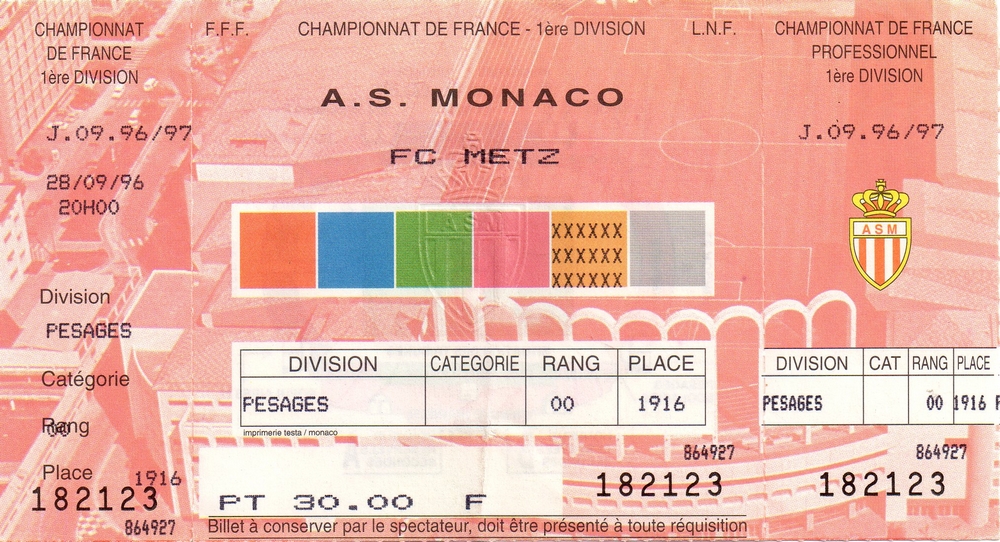 CHAMPIONNAT
DE FRANCE
1ère DIVISION
J.09.96/97
28/09/96
20H00
Division
PESAGES
Catégorie
Rang
00
Place
1916
182123
864927
F.F.F.
CHAMPIONNAT DE FRANCE - 1ère DIVISION
L.N.F.
A.S. MONACO
FC METZ
ASM
XXXXXX
XXXXXX
XXXXXX
DIVISION CATEGORIE RANG PLACE
PESAGES 00 1916
imprimerie testa / monaco
864927
182123
PT 30.00 F
Billet à conserver par le spectateur, doit être présenté à toute réquisition
CHAMPIONNAT DE FRANCE
PROFESSIONNEL
1ère DIVISION
J.09.96/97
ASM
DIVISION CAT RANG PLACE
PESAGES 00 1916
864927
182123